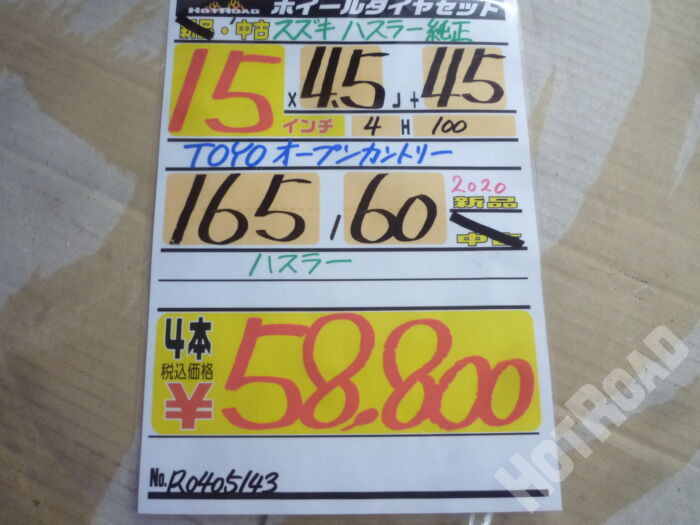 HOTROAD ホイールタイヤセット
新品・中古 スズキ ハスラー純正
15 x 4.5 J + 45
インチ 4 H 100
TOYO オープンカントリー
165 / 60 2020
新品
中古
ハスラー
4本
税込価格
¥58,800
No. R0405143
HOTROAD